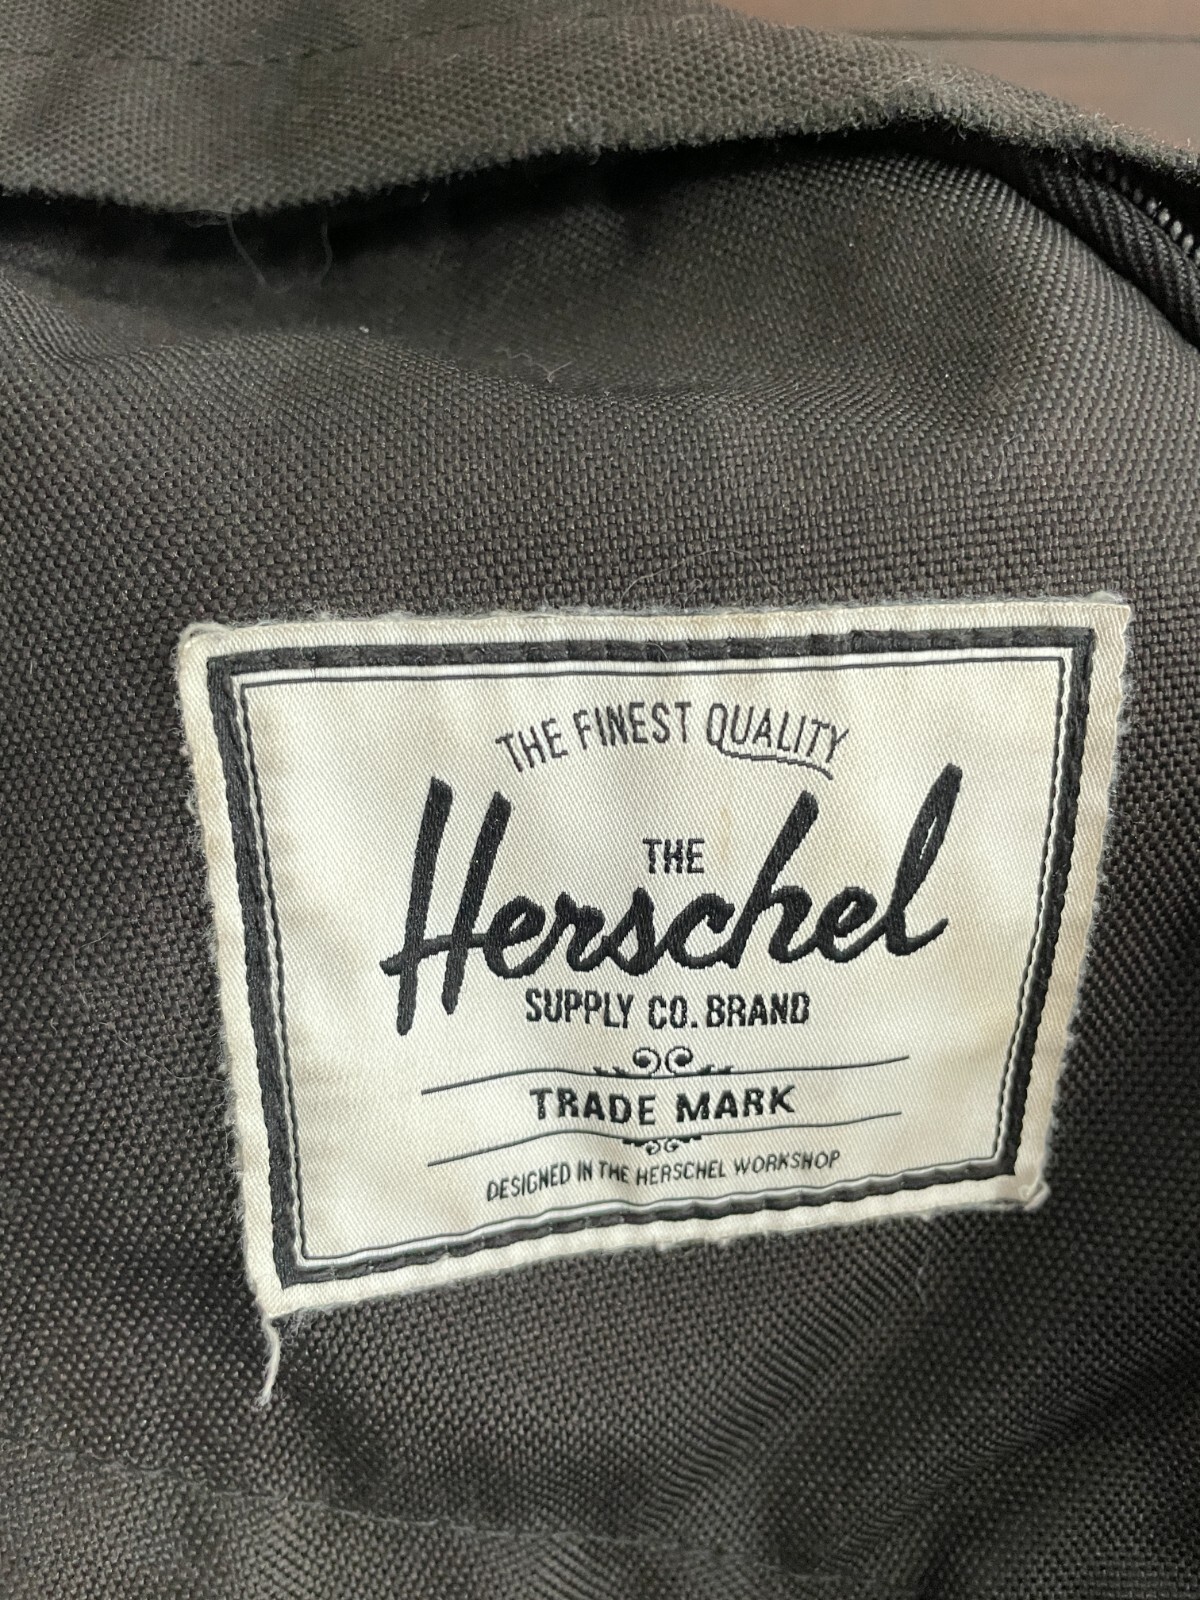 THE FINEST QUALITY
THE
Herschel
SUPPLY CO. BRAND
TRADE MARK
DESIGNED IN THE HERSCHEL WORKSHOP